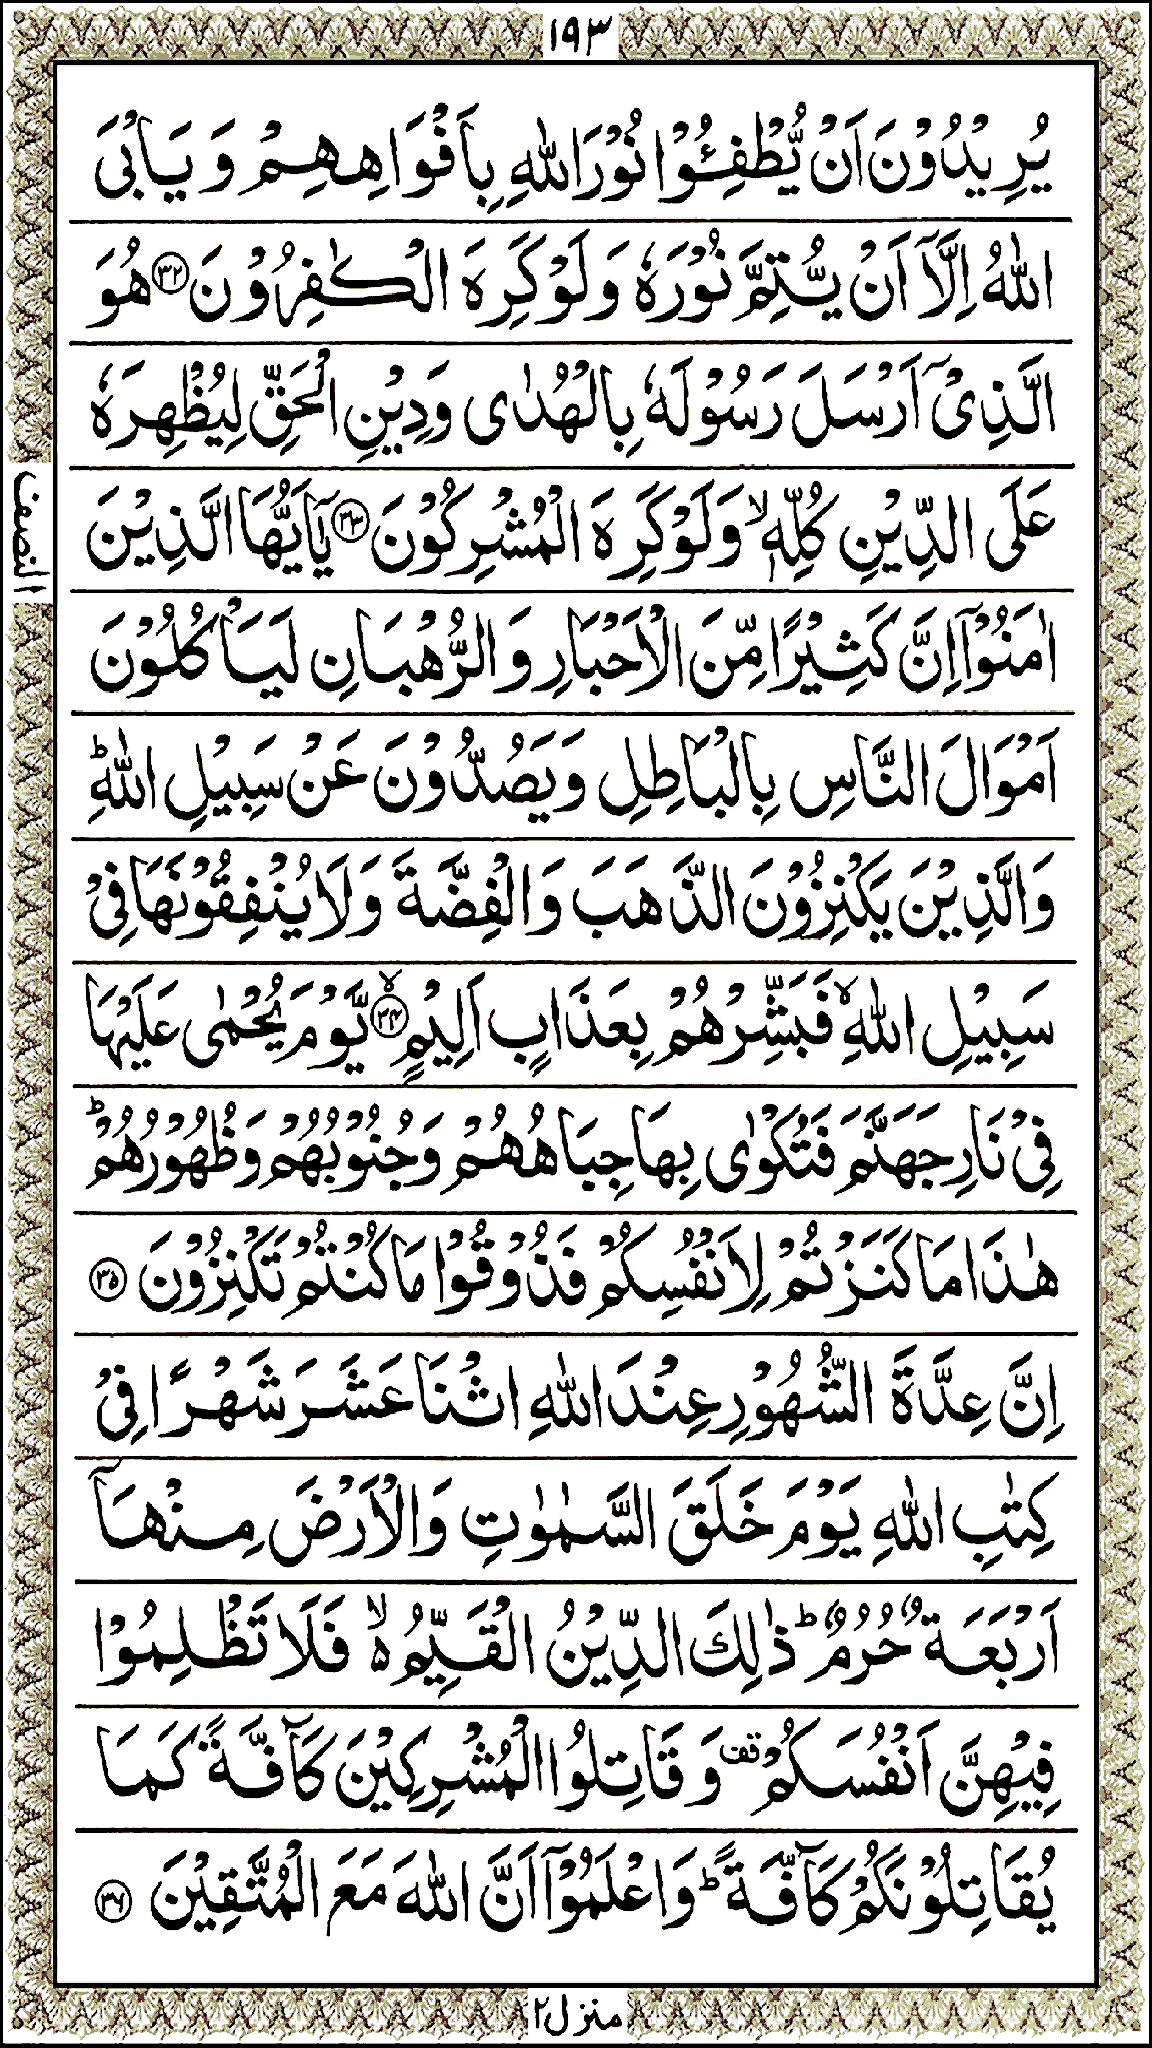 ١٩٣
يُرِيْدُوْنَ اَنْ يُّطْفِـُٔوْا نُوْرَ اللّٰهِ بِاَفْوَاهِهِمْ وَ يَاْبَى
اللّٰهُ اِلَّاۤ اَنْ يُّتِمَّ نُوْرَهٗ وَ لَوْ كَرِهَ الْكٰفِرُوْنَ ﴿٣٢﴾ هُوَ
الَّذِىْۤ اَرْسَلَ رَسُوْلَهٗ بِالْهُدٰى وَدِيْنِ الْحَقِّ لِيُظْهِرَهٗ
عَلَى الدِّيْنِ كُلِّهٖ ۙ وَلَوْ كَرِهَ الْمُشْرِكُوْنَ ﴿٣٣﴾ يٰۤاَيُّهَا الَّذِيْنَ
النصف
اٰمَنُوْۤا اِنَّ كَثِيْرًا مِّنَ الْاَحْبَارِ وَ الرُّهْبَانِ لَيَاْكُلُوْنَ
اَمْوَالَ النَّاسِ بِالْبَاطِلِ وَيَصُدُّوْنَ عَنْ سَبِيْلِ اللّٰهِ ؕ
وَالَّذِيْنَ يَكْنِزُوْنَ الذَّهَبَ وَالْفِضَّةَ وَلَا يُنْفِقُوْنَهَا فِىْ
سَبِيْلِ اللّٰهِ ۙ فَبَشِّرْهُمْ بِعَذَابٍ اَلِيْمٍ ﴿٣٤﴾ ۙ يَّوْمَ يُحْمٰى عَلَيْهَا
فِىْ نَارِ جَهَنَّمَ فَتُكْوٰى بِهَا جِبَاهُهُمْ وَجُنُوْبُهُمْ وَظُهُوْرُهُمْ ؕ
هٰذَا مَا كَنَزْتُمْ لِاَنْفُسِكُمْ فَذُوْقُوْا مَا كُنْتُمْ تَكْنِزُوْنَ ﴿٣٥﴾
اِنَّ عِدَّةَ الشُّهُوْرِ عِنْدَ اللّٰهِ اثْنَا عَشَرَ شَهْرًا فِىْ
كِتٰبِ اللّٰهِ يَوْمَ خَلَقَ السَّمٰوٰتِ وَالْاَرْضَ مِنْهَاۤ
اَرْبَعَةٌ حُرُمٌ ؕ ذٰلِكَ الدِّيْنُ الْقَيِّمُ ۙ۬ فَلَا تَظْلِمُوْا
فِيْهِنَّ اَنْفُسَكُمْ قف وَ قَاتِلُوا الْمُشْرِكِيْنَ كَآفَّةً كَمَا
يُقَاتِلُوْنَكُمْ كَآفَّةً ؕ وَاعْلَمُوْۤا اَنَّ اللّٰهَ مَعَ الْمُتَّقِيْنَ ﴿٣٦﴾
منزل ٢